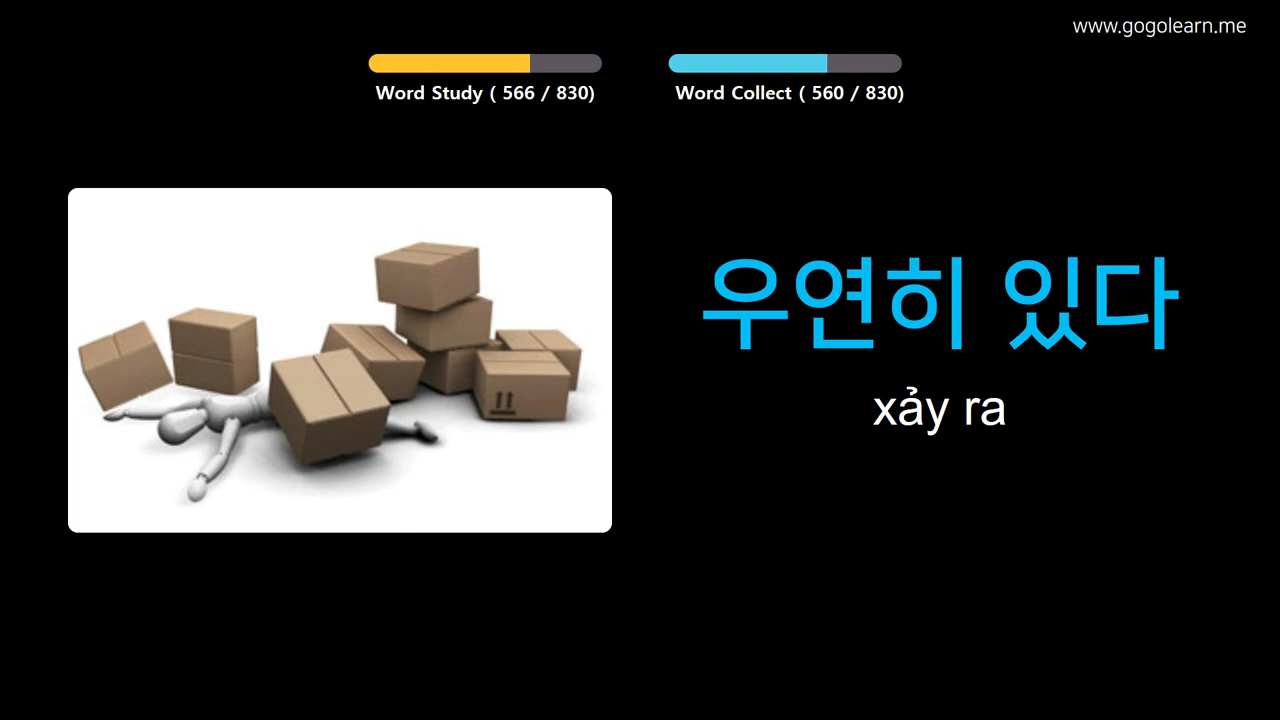 www.gogolearn.me
Word Study ( 566 / 830)
Word Collect ( 560 / 830)
우연히 있다
xảy ra